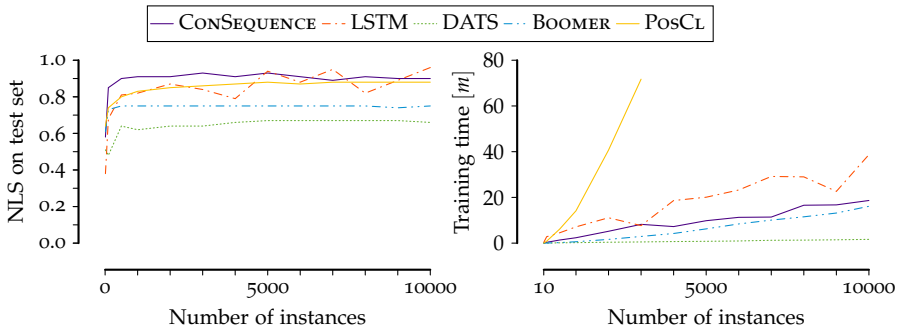 CONSEQUENCE LSTM DATS BOOMER POSCL
NLS on test set
1.0
0.8
0.6
0.4
0.2
0.0
0 5000 10000
Number of instances
Training time [m]
80
60
40
20
0
10 5000 10000
Number of instances